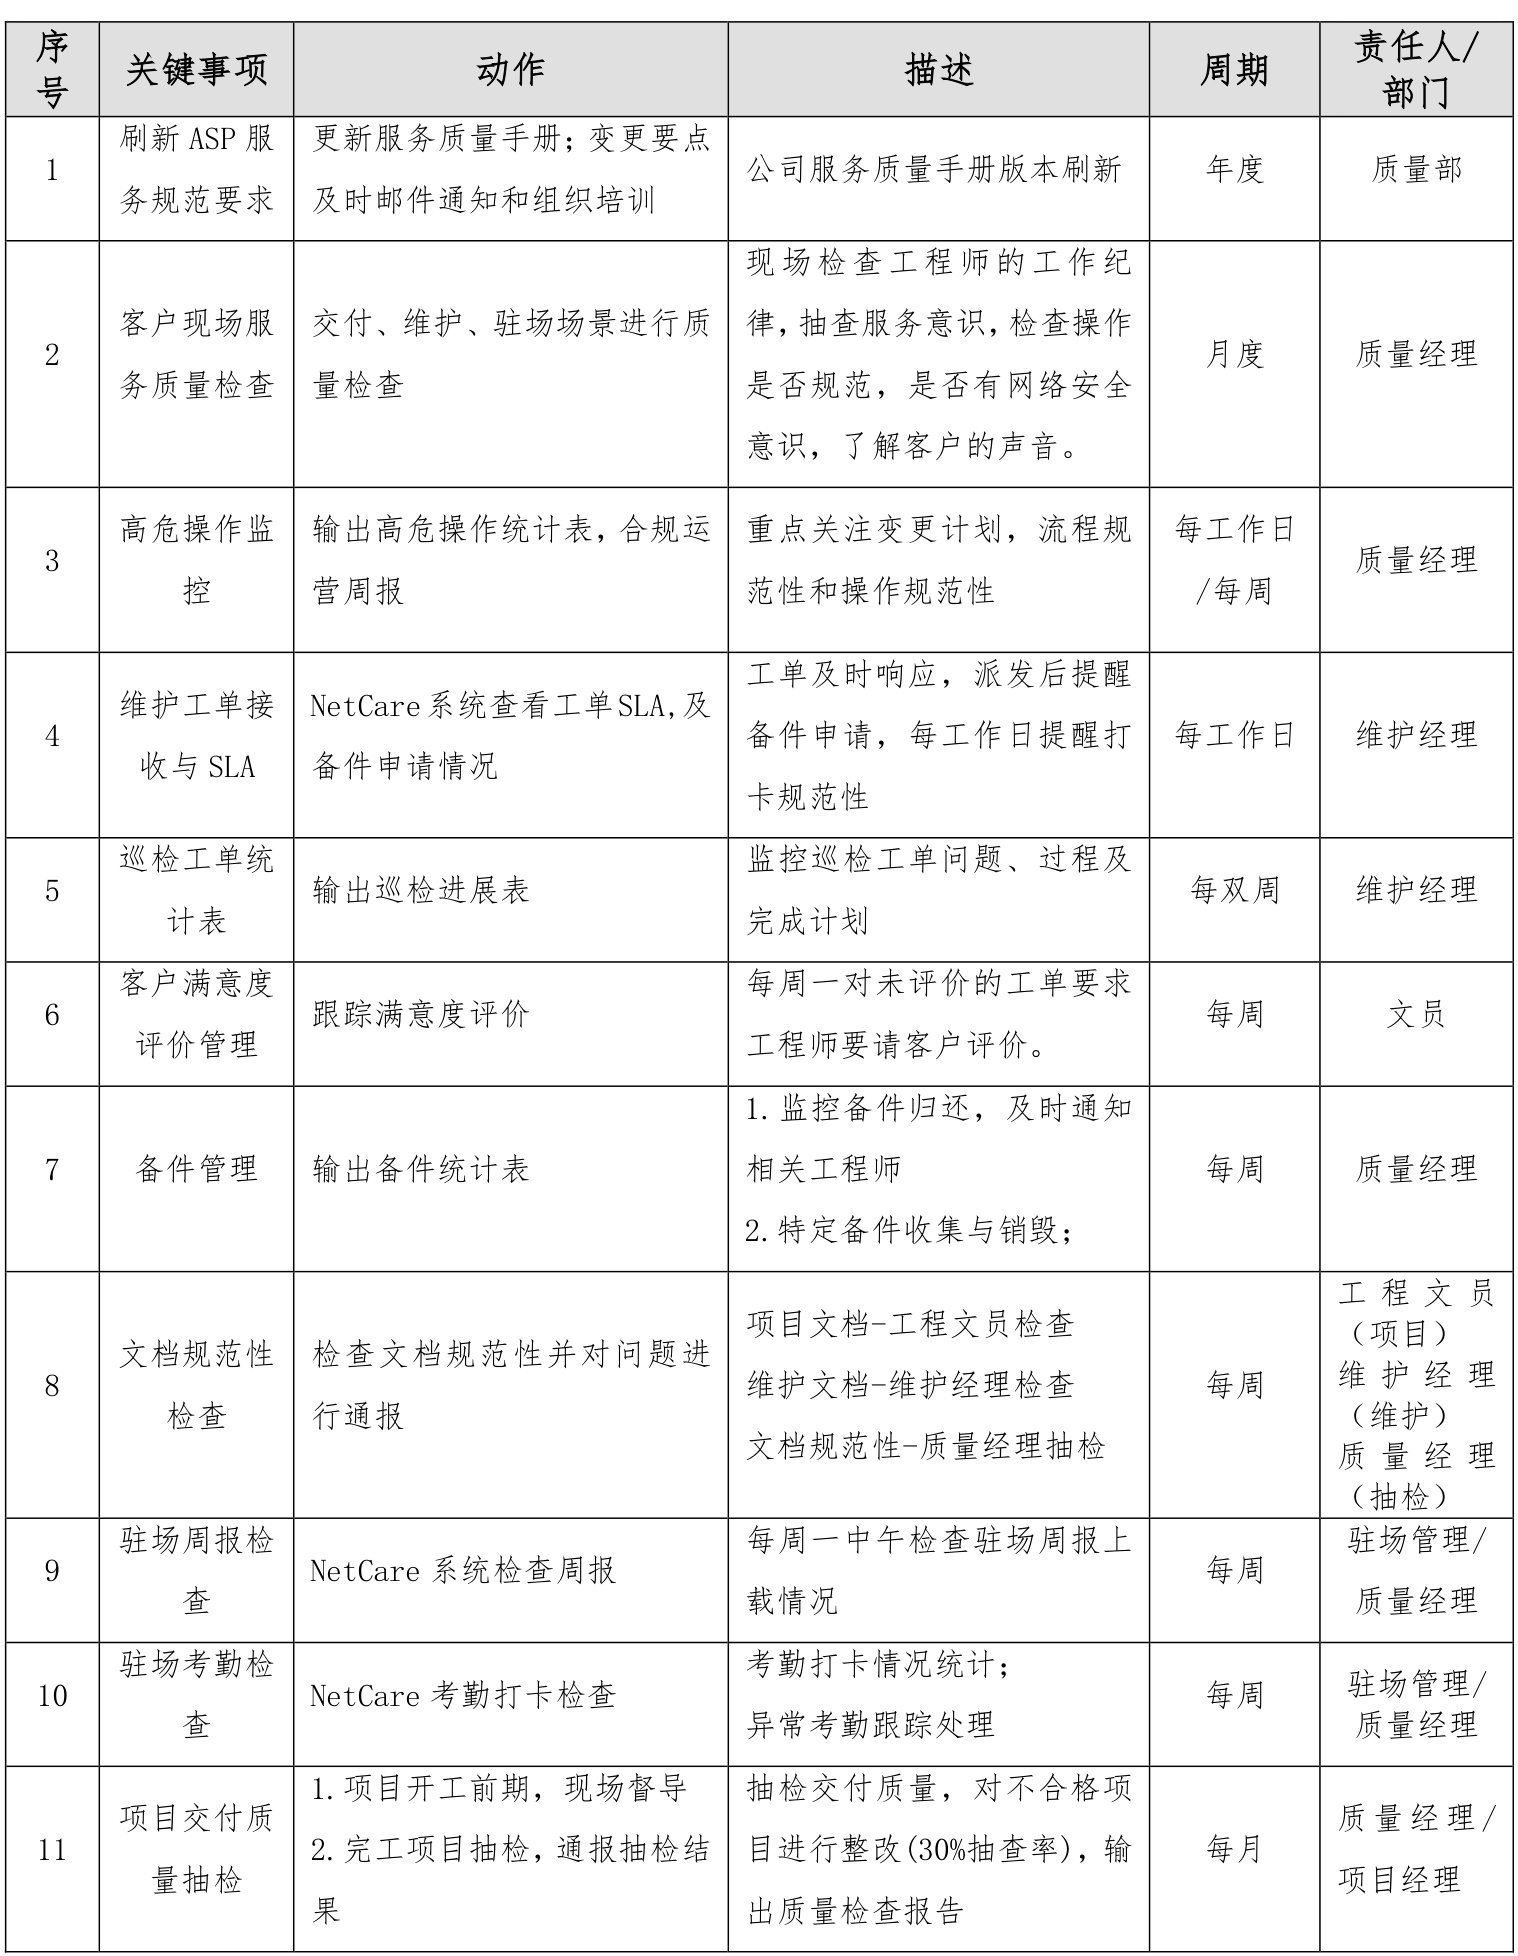 序号
关键事项
动作
描述
周期
责任人/
部门
1
刷新 ASP 服
务规范要求
更新服务质量手册；变更要点
及时邮件通知和组织培训
公司服务质量手册版本刷新
年度
质量部
2
客户现场服
务质量检查
交付、维护、驻场场景进行质
量检查
现场检查工程师的工作纪
律，抽查服务意识，检查操作
是否规范，是否有网络安全
意识，了解客户的声音。
月度
质量经理
3
高危操作监
控
输出高危操作统计表，合规运
营周报
重点关注变更计划，流程规
范性和操作规范性
每工作日
/每周
质量经理
4
维护工单接
收与 SLA
NetCare 系统查看工单 SLA,及
备件申请情况
工单及时响应，派发后提醒
备件申请，每工作日提醒打
卡规范性
每工作日
维护经理
5
巡检工单统
计表
输出巡检进展表
监控巡检工单问题、过程及
完成计划
每双周
维护经理
6
客户满意度
评价管理
跟踪满意度评价
每周一对未评价的工单要求
工程师要请客户评价。
每周
文员
7
备件管理
输出备件统计表
1.监控备件归还，及时通知
相关工程师
2.特定备件收集与销毁；
每周
质量经理
8
文档规范性
检查
检查文档规范性并对问题进
行通报
项目文档-工程文员检查
维护文档-维护经理检查
文档规范性-质量经理抽检
每周
工程文员
（项目）
维护经理
（维护）
质量经理
（抽检）
9
驻场周报检
查
NetCare 系统检查周报
每周一中午检查驻场周报上
载情况
每周
驻场管理/
质量经理
10
驻场考勤检
查
NetCare 考勤打卡检查
考勤打卡情况统计；
异常考勤跟踪处理
每周
驻场管理/
质量经理
11
项目交付质
量抽检
1.项目开工前期，现场督导
2.完工项目抽检，通报抽检结
果
抽检交付质量，对不合格项
目进行整改(30%抽查率)，输
出质量检查报告
每月
质量经理/
项目经理